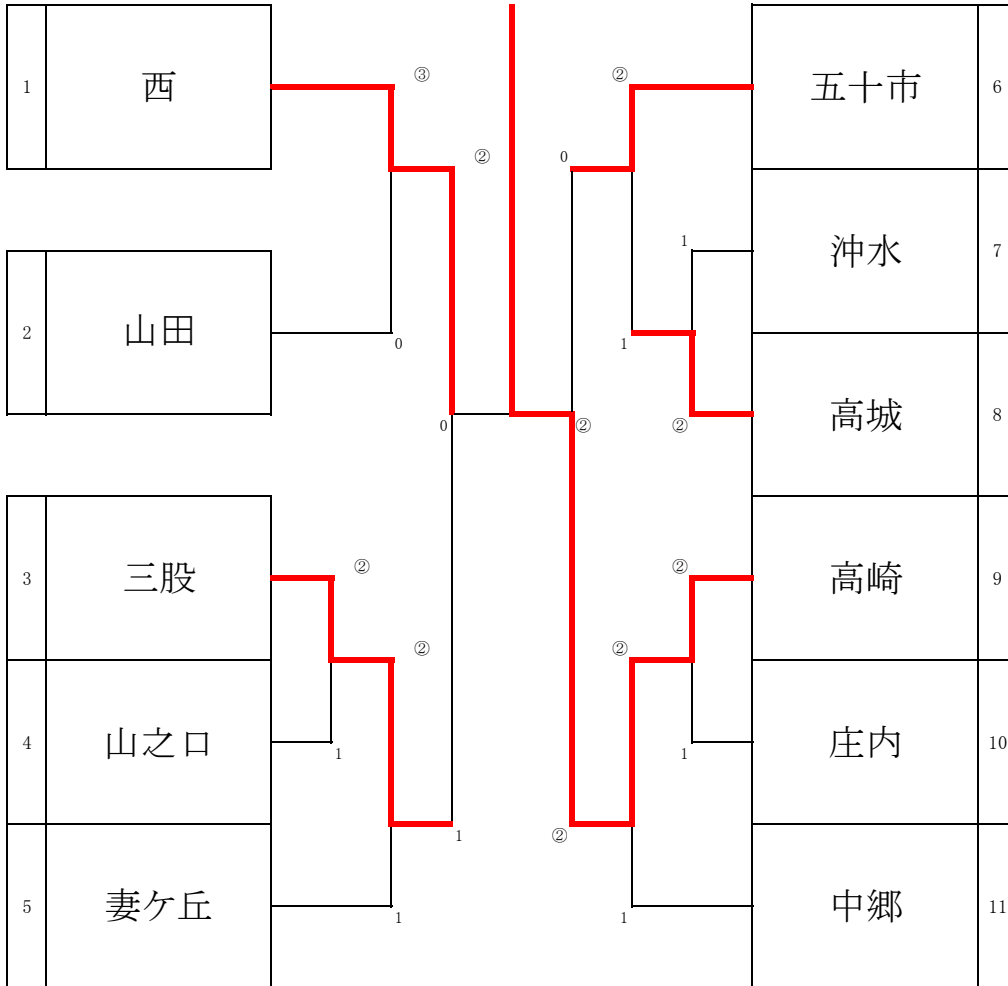 1 西 ③ ② 五十市 6
② 0
1 沖水 7
2 山田 0 1
0 ② ② 高城 8
3 三股 ② ② 高崎 9
② ②
4 山之口 1 1 庄内 10
1 ②
5 妻ケ丘 1 1 中郷 11